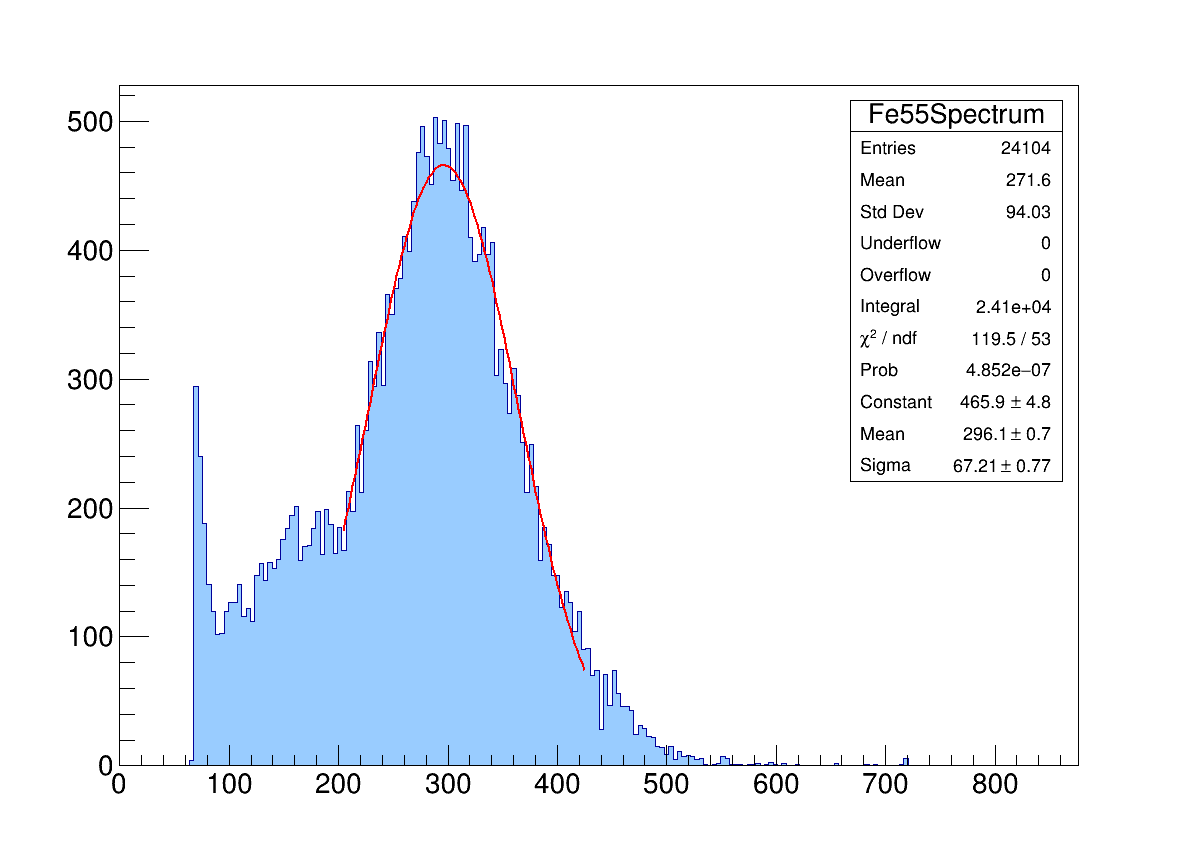 Fe55Spectrum
Entries 24104
Mean 271.6
Std Dev 94.03
Underflow 0
Overflow 0
Integral 2.41e+04
χ² / ndf 119.5 / 53
Prob 4.852e−07
Constant 465.9 ± 4.8
Mean 296.1 ± 0.7
Sigma 67.21 ± 0.77
500
400
300
200
100
0
0 100 200 300 400 500 600 700 800